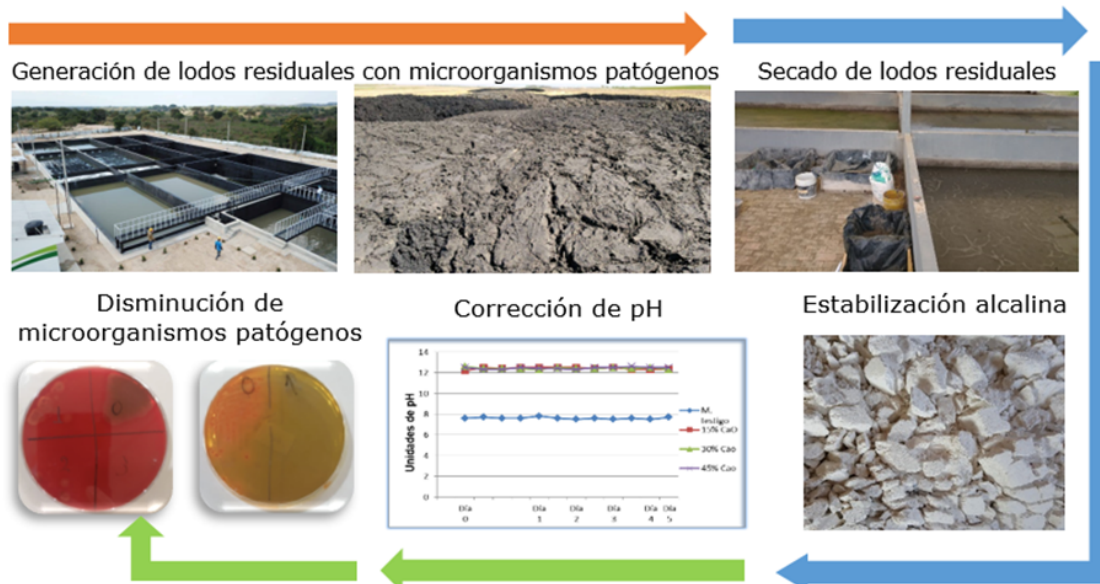 Generación de lodos residuales con microorganismos patógenos
Secado de lodos residuales
Disminución de
microorganismos patógenos
Corrección de pH
Estabilización alcalina
Unidades de pH
14
12
10
8
6
4
2
0
Día
0
Día
1
Día
2
Día
3
Día
4
Día
5
M.
Testigo
15% CaO
30% Cao
45% Cao